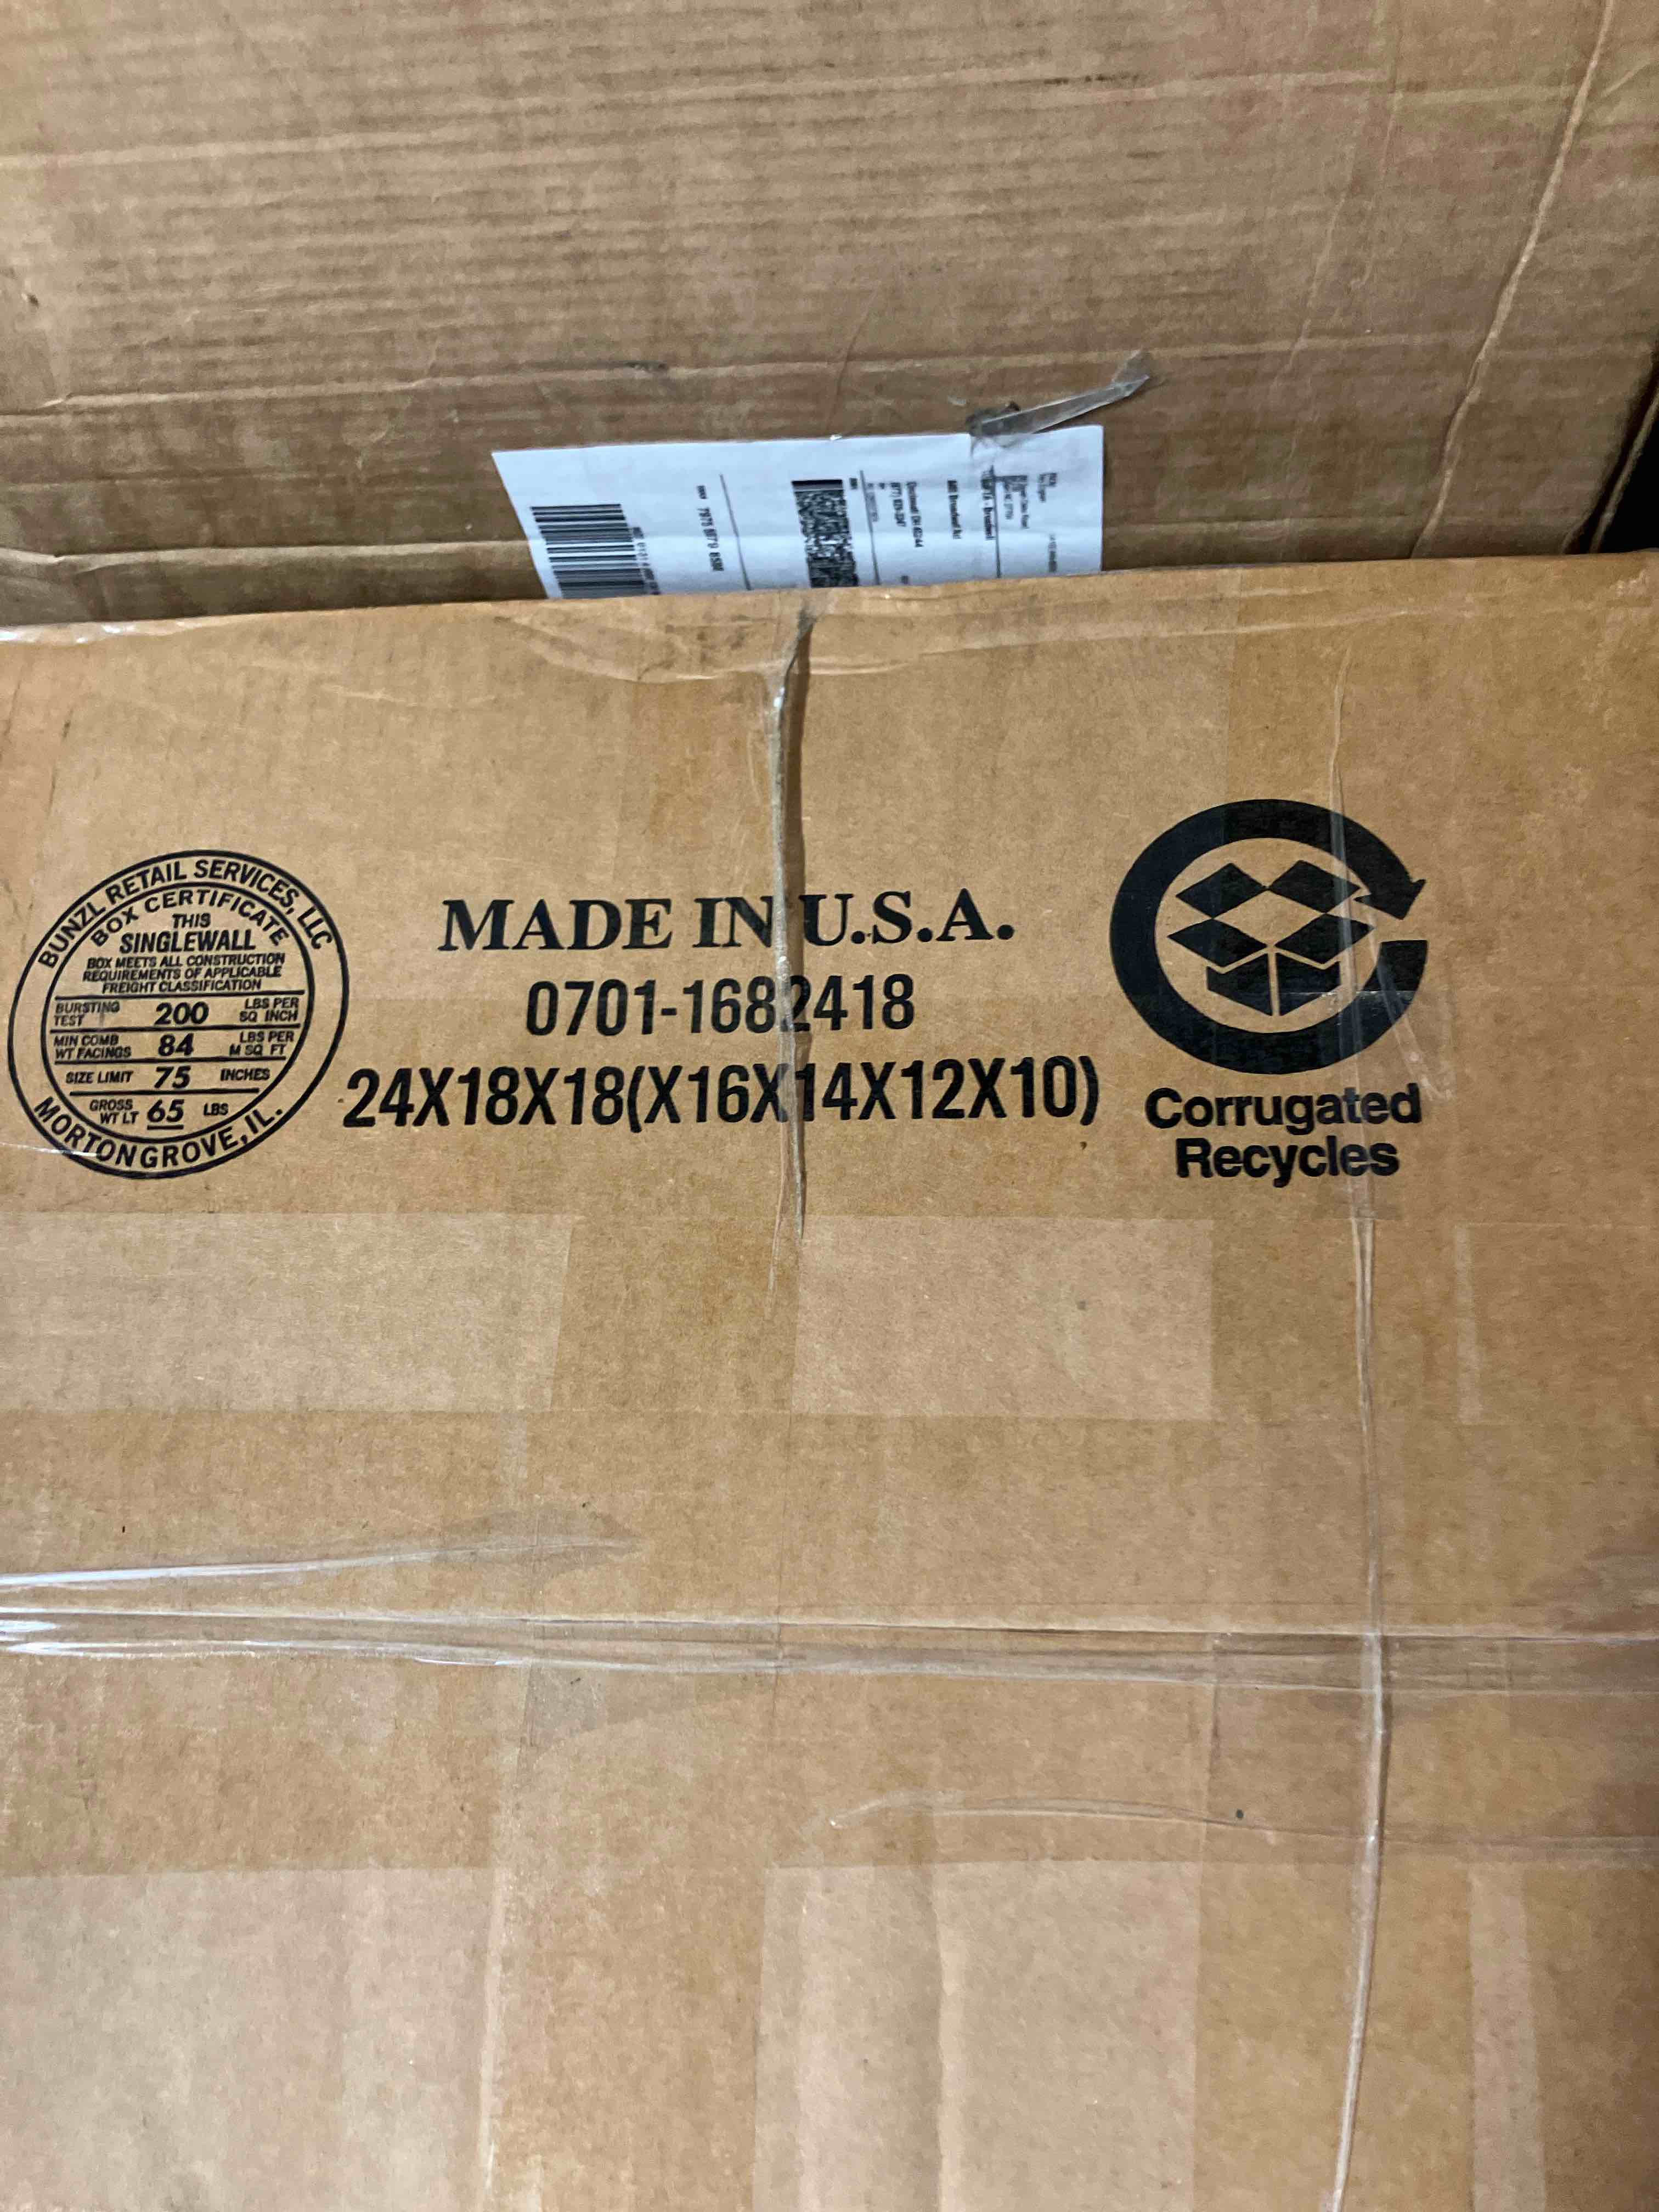 BUNZL RETAIL SERVICES, LLC
BOX CERTIFICATE
THIS
SINGLEWALL
BOX MEETS ALL CONSTRUCTION
REQUIREMENTS OF APPLICABLE
FREIGHT CLASSIFICATION
BURSTING TEST 200 LBS PER SQ INCH
MIN COMB WT FACINGS 84 LBS PER M SQ FT
SIZE LIMIT 75 INCHES
GROSS WT LT 65 LBS
MORTON GROVE, IL.
MADE IN U.S.A.
0701-1682418
24X18X18(X16X14X12X10)
Corrugated
Recycles